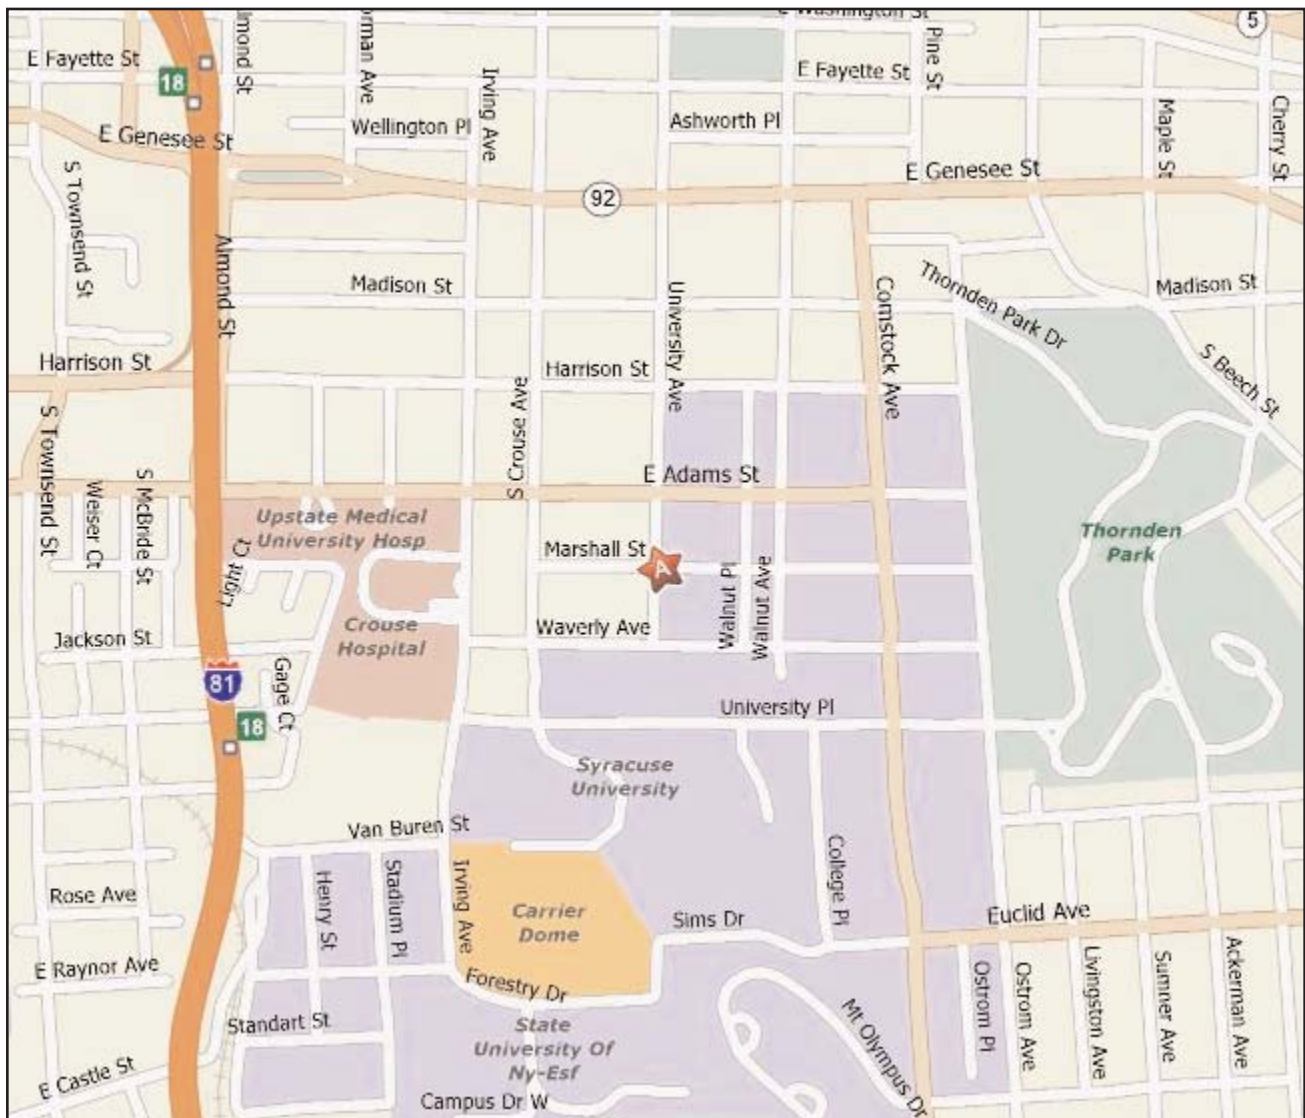 E Washington St
5
E Fayette St
18
Almond St
Irving Ave
E Fayette St
Pine St
Wellington Pl
Ashworth Pl
Maple St
Cherry St
E Genesee St
S Townsend St
92
E Genesee St
Almond St
Madison St
University Ave
Comstock Ave
Thornden Park Dr
Madison St
Harrison St
Harrison St
S Beech St
S Crouse Ave
S Townsend St
Weiser Ct
S McBride St
E Adams St
Upstate Medical
University Hosp
Light Ct
Marshall St
A
Walnut Pl
Walnut Ave
Thornden
Park
Jackson St
Crouse
Hospital
Waverly Ave
81
Gage Ct
18
University Pl
Syracuse
University
Van Buren St
Rose Ave
Henry St
Stadium Pl
Irving Ave
Carrier
Dome
Sims Dr
College Pl
Euclid Ave
E Raynor Ave
Forestry Dr
Ostrom Pl
Ostrom Ave
Livingston Ave
Sumner Ave
Ackerman Ave
Standart St
State
University Of
Ny-Esf
Mt Olympus Dr
E Castle St
Campus Dr W